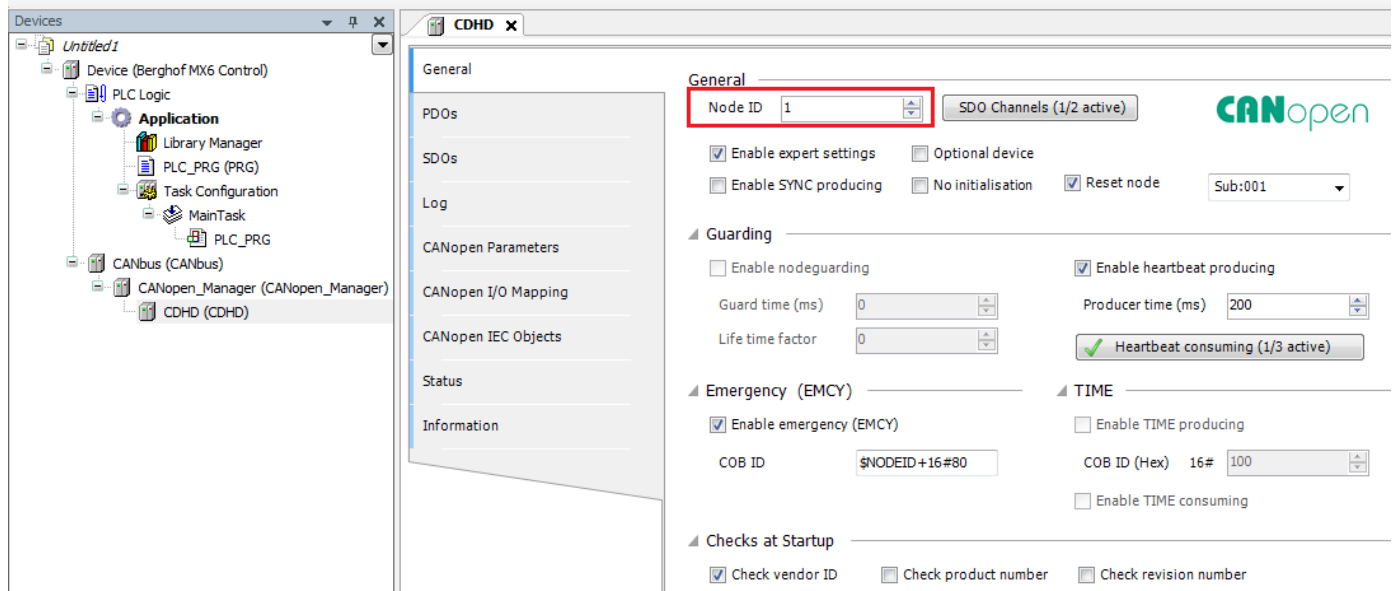 Devices
Untitled1
Device (Berghof MX6 Control)
PLC Logic
Application
Library Manager
PLC_PRG (PRG)
Task Configuration
MainTask
PLC_PRG
CANbus (CANbus)
CANopen_Manager (CANopen_Manager)
CDHD (CDHD)
CDHD
General
PDOs
SDOs
Log
CANopen Parameters
CANopen I/O Mapping
CANopen IEC Objects
Status
Information
General
Node ID 1 SDO Channels (1/2 active) CANopen
Enable expert settings Optional device
Enable SYNC producing No initialisation Reset node Sub:001
Guarding
Enable nodeguarding Enable heartbeat producing
Guard time (ms) 0 Producer time (ms) 200
Life time factor 0 Heartbeat consuming (1/3 active)
Emergency (EMCY) TIME
Enable emergency (EMCY) Enable TIME producing
COB ID $NODEID+16#80 COB ID (Hex) 16# 100
Enable TIME consuming
Checks at Startup
Check vendor ID Check product number Check revision number